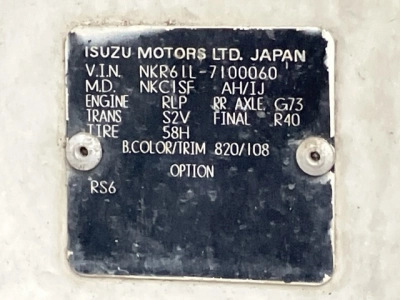 ISUZU MOTORS LTD. JAPAN
V.I.N. NKR61L-7100060
M.D. NKC1SF AH/IJ
ENGINE RLP RR. AXLE. G73
TRANS S2V FINAL .R40
TIRE 58H
B.COLOR/TRIM 820/108
OPTION
RS6